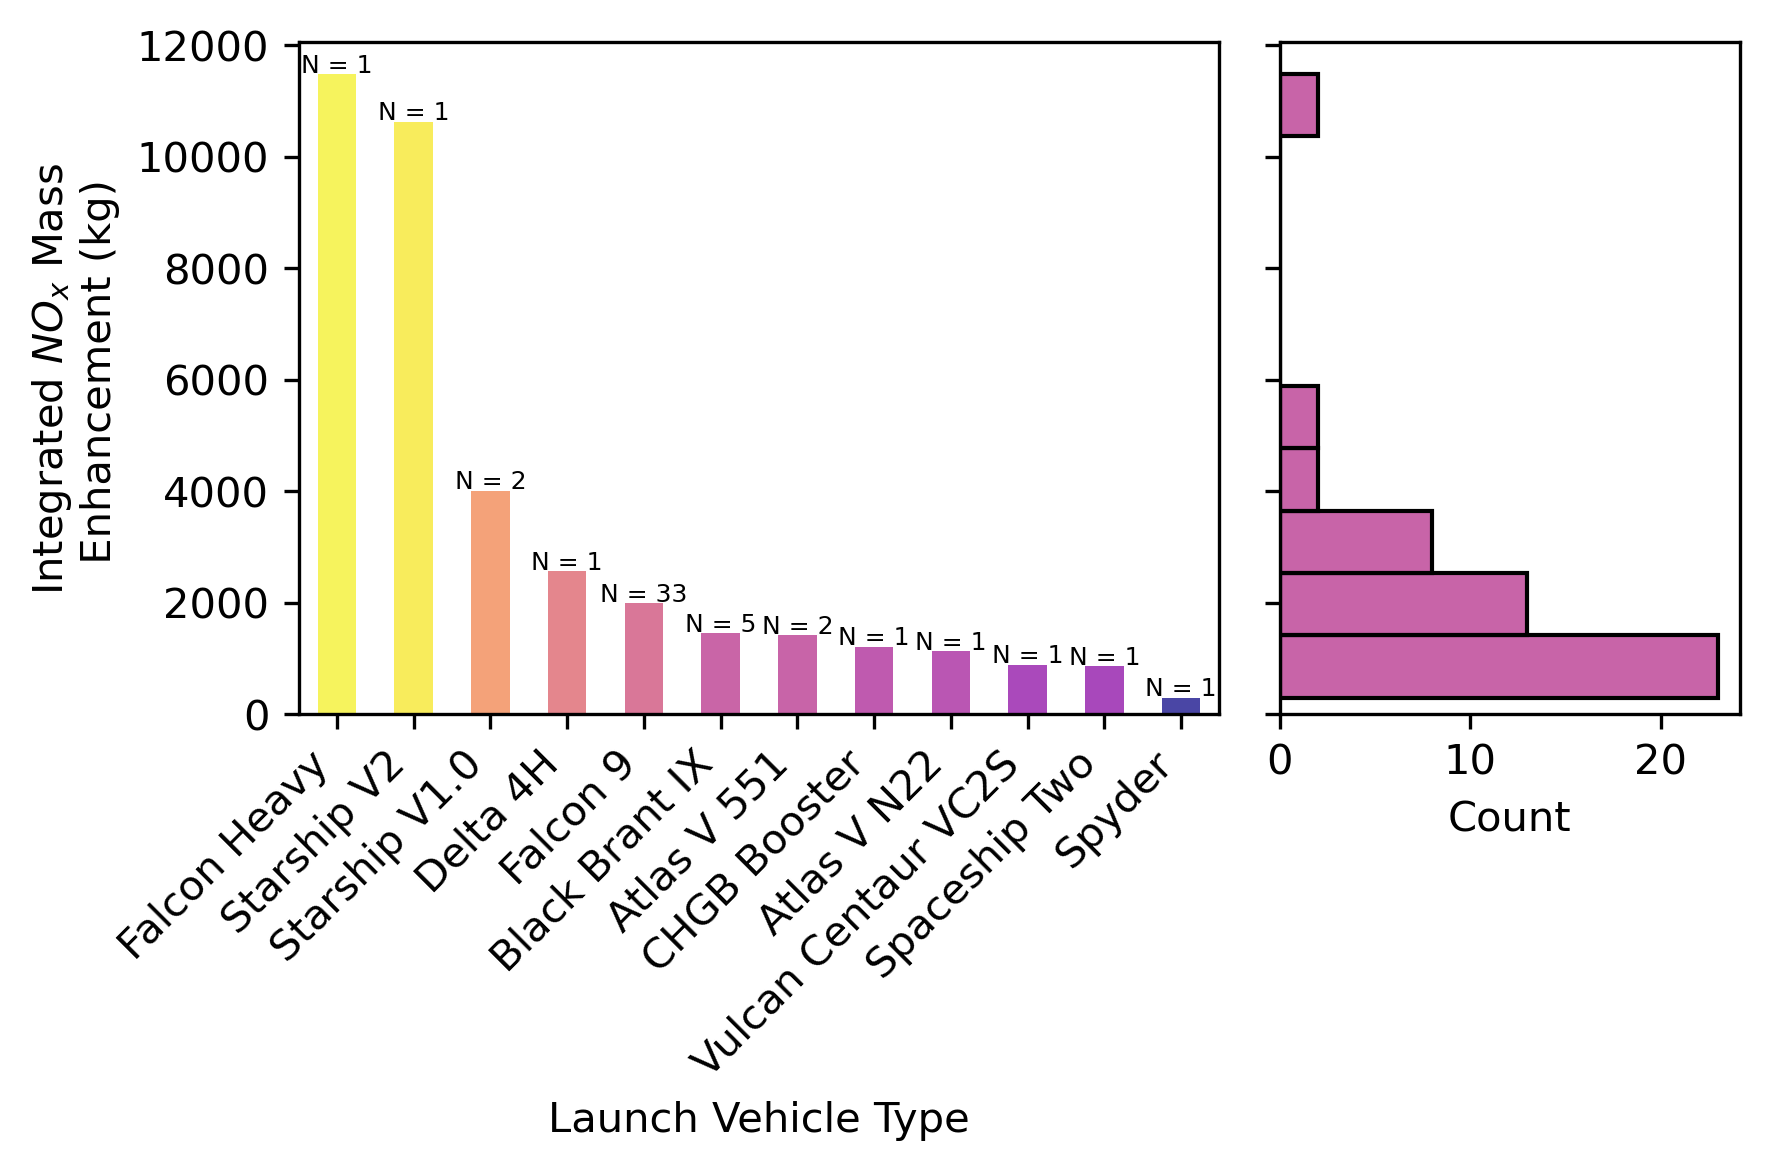 Integrated NOx Mass
Enhancement (kg)
12000
10000
8000
6000
4000
2000
0
N = 1
N = 1
N = 2
N = 1
N = 33
N = 5
N = 2
N = 1
N = 1
N = 1
N = 1
N = 1
Falcon Heavy
Starship V2
Starship V1.0
Delta 4H
Falcon 9
Black Brant IX
Atlas V 551
CHGB Booster
Atlas V N22
Vulcan Centaur VC2S
Spaceship Two
Spyder
Launch Vehicle Type
0
10
20
Count